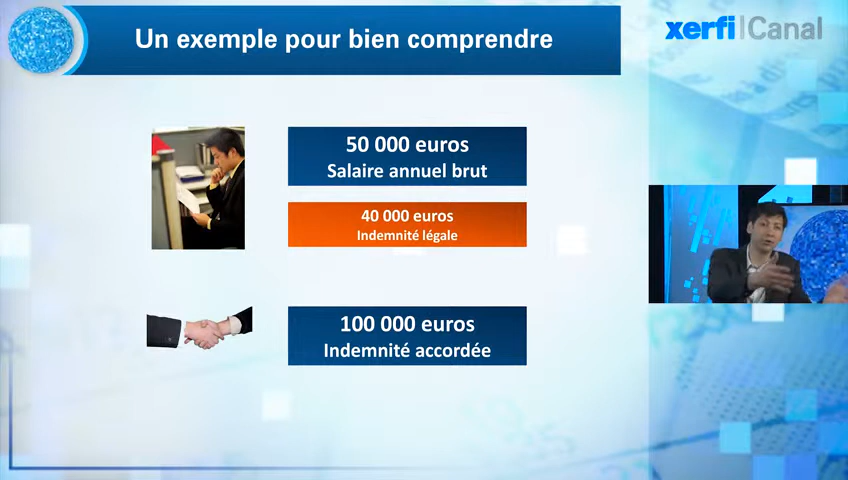 Un exemple pour bien comprendre
xerfi Canal
50 000 euros
Salaire annuel brut
40 000 euros
Indemnité légale
100 000 euros
Indemnité accordée